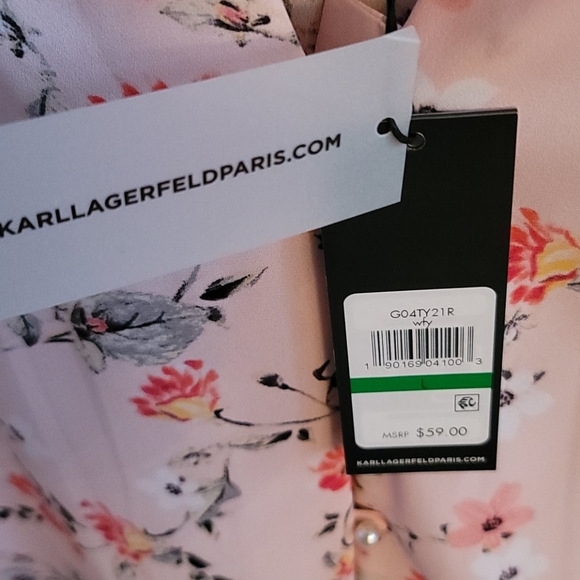 KARLLAGERFELDPARIS.COM
G04TY21R
wfy
1 90169 04100 3
L
MSRP $59.00
KARLLAGERFELDPARIS.COM